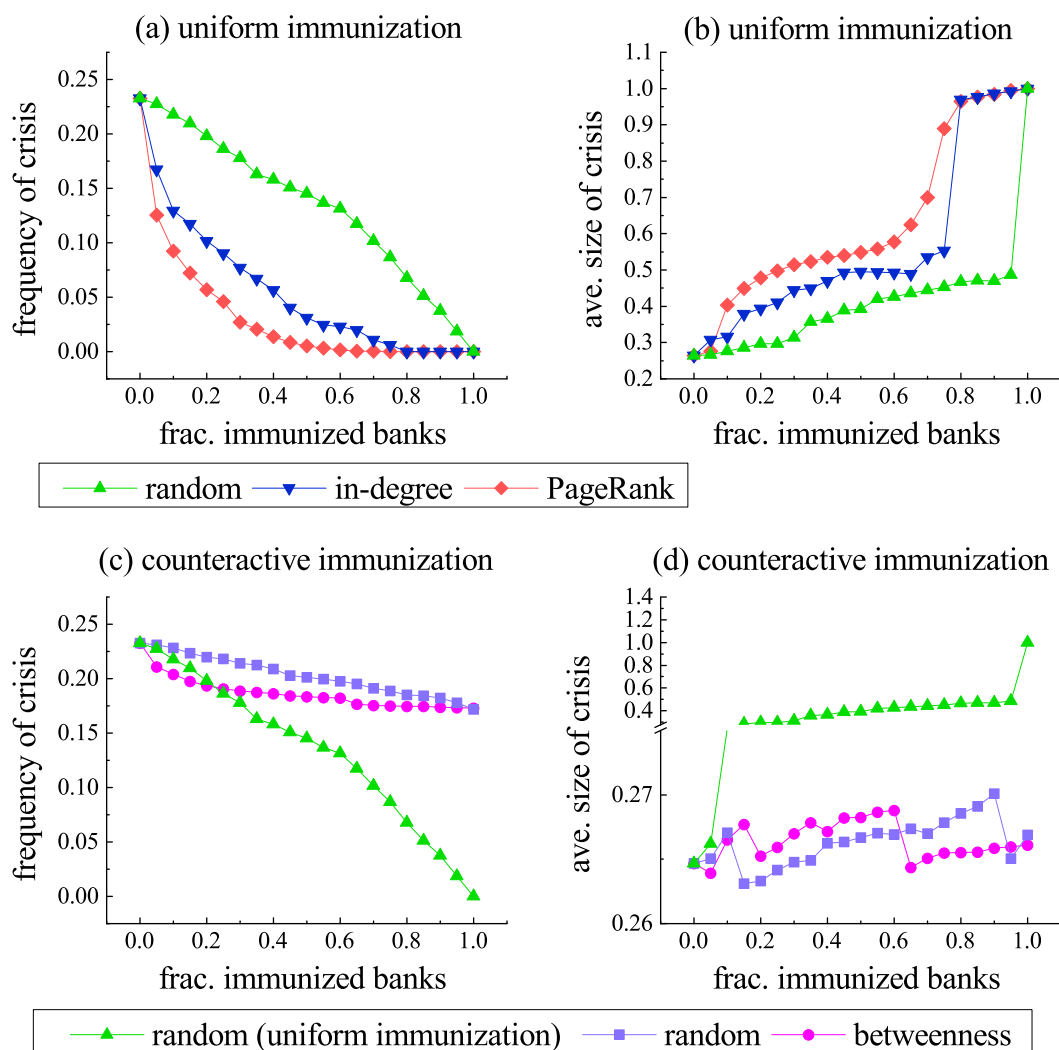 (a) uniform immunization
frequency of crisis
0.25
0.20
0.15
0.10
0.05
0.00
0.0 0.2 0.4 0.6 0.8 1.0
frac. immunized banks
(b) uniform immunization
ave. size of crisis
1.0
0.9
0.8
0.7
0.6
0.5
0.4
0.3
0.2
0.0 0.2 0.4 0.6 0.8 1.0
frac. immunized banks
random in-degree PageRank
(c) counteractive immunization
frequency of crisis
0.25
0.20
0.15
0.10
0.05
0.00
0.0 0.2 0.4 0.6 0.8 1.0
frac. immunized banks
(d) counteractive immunization
ave. size of crisis
1.4
1.2
1.0
0.8
0.6
0.4
0.27
0.26
0.0 0.2 0.4 0.6 0.8 1.0
frac. immunized banks
random (uniform immunization) random betweenness